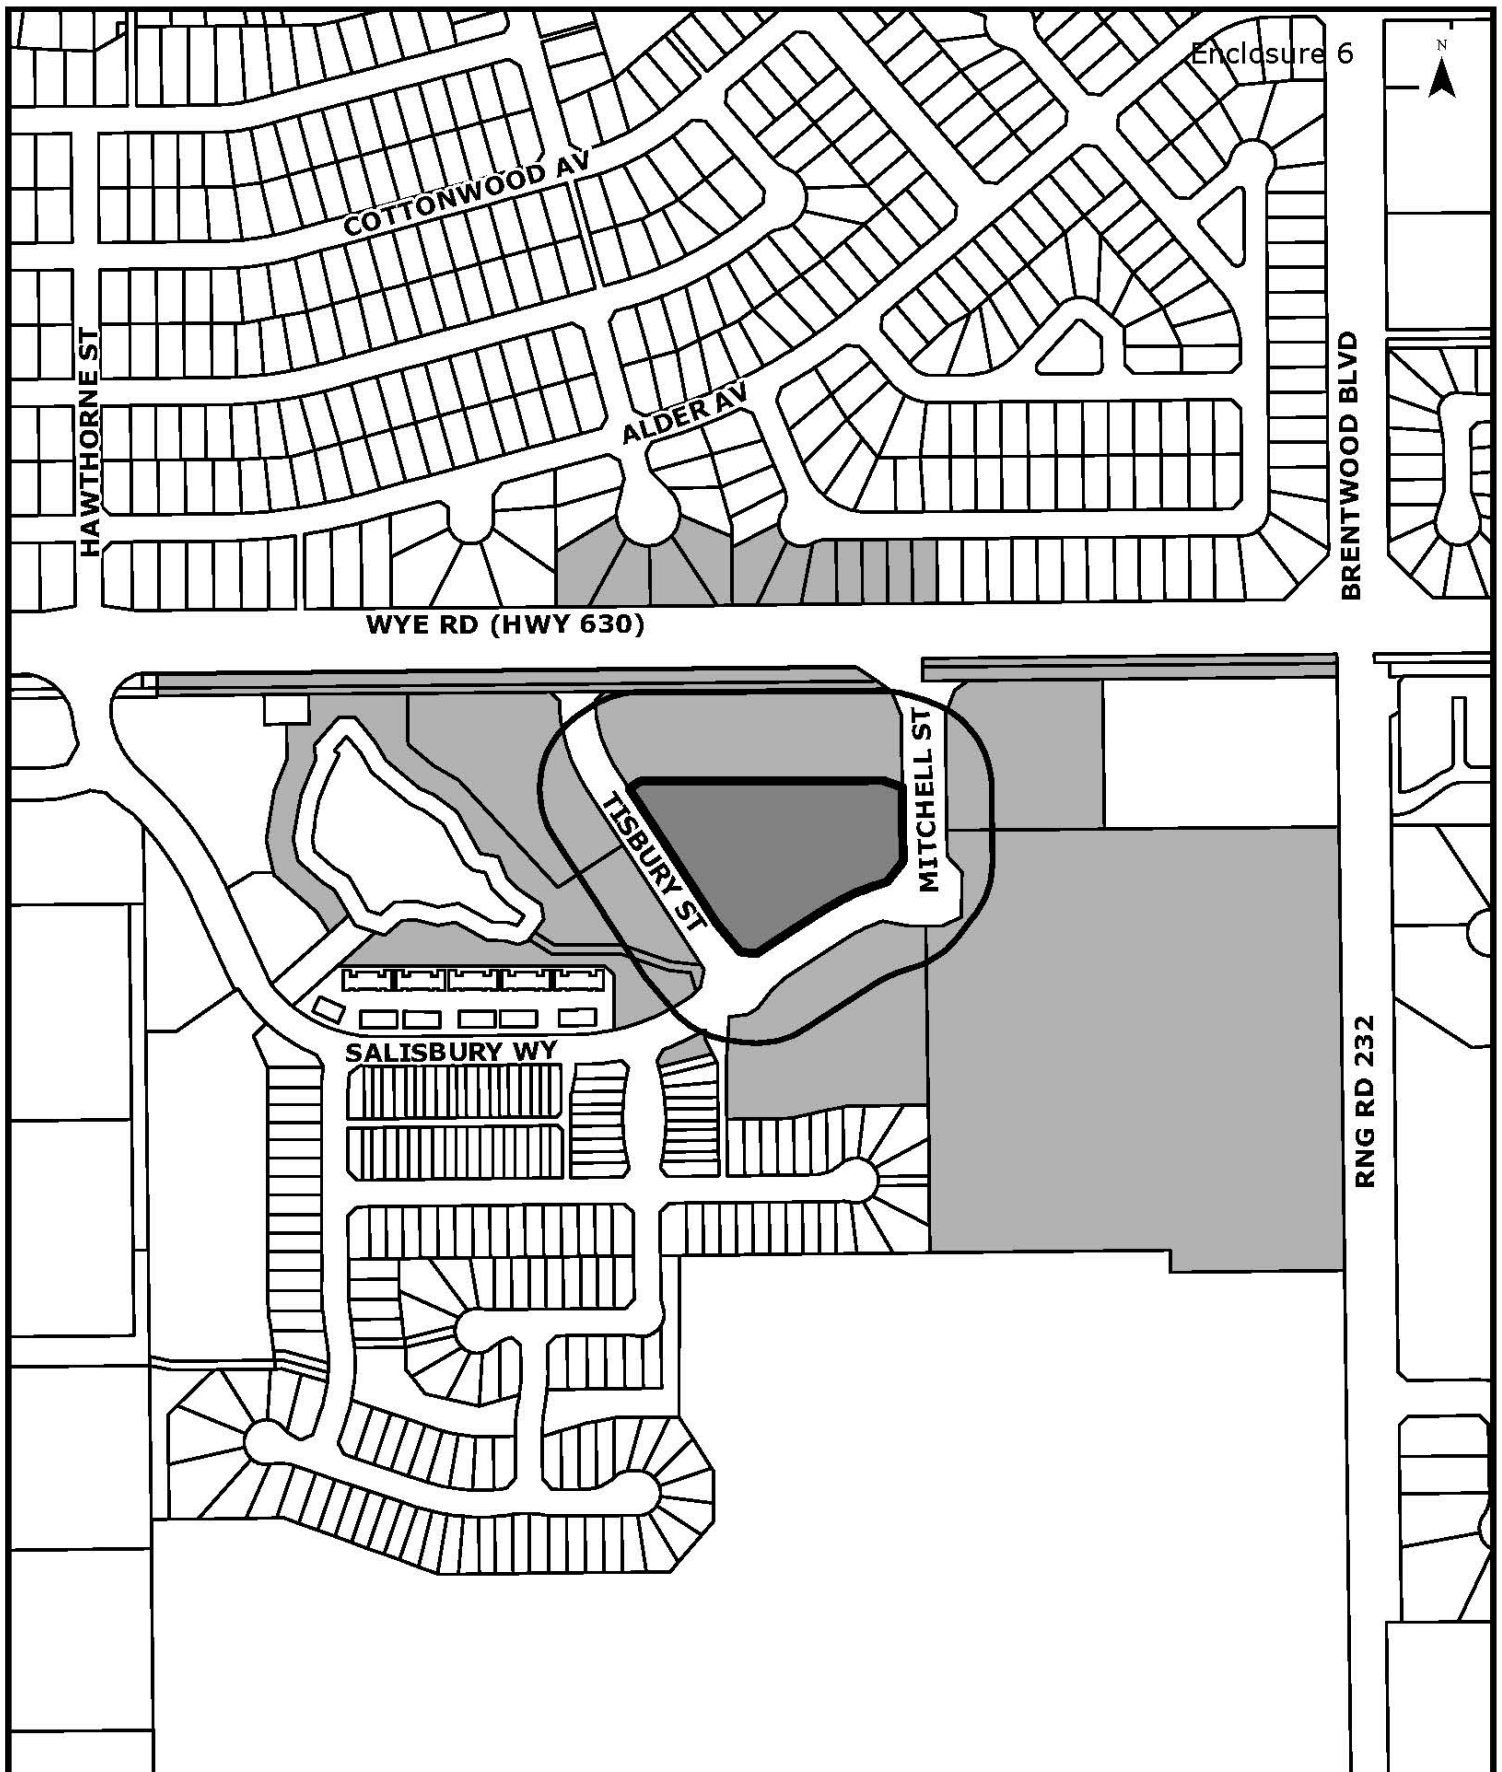 Enclosure 6
N
COTTONWOOD AV
HAWTHORNE ST
ALDER AV
BRENTWOOD BLVD
WYE RD (HWY 630)
TISBURY ST
MITCHELL ST
SALISBURY WY
RNG RD 232